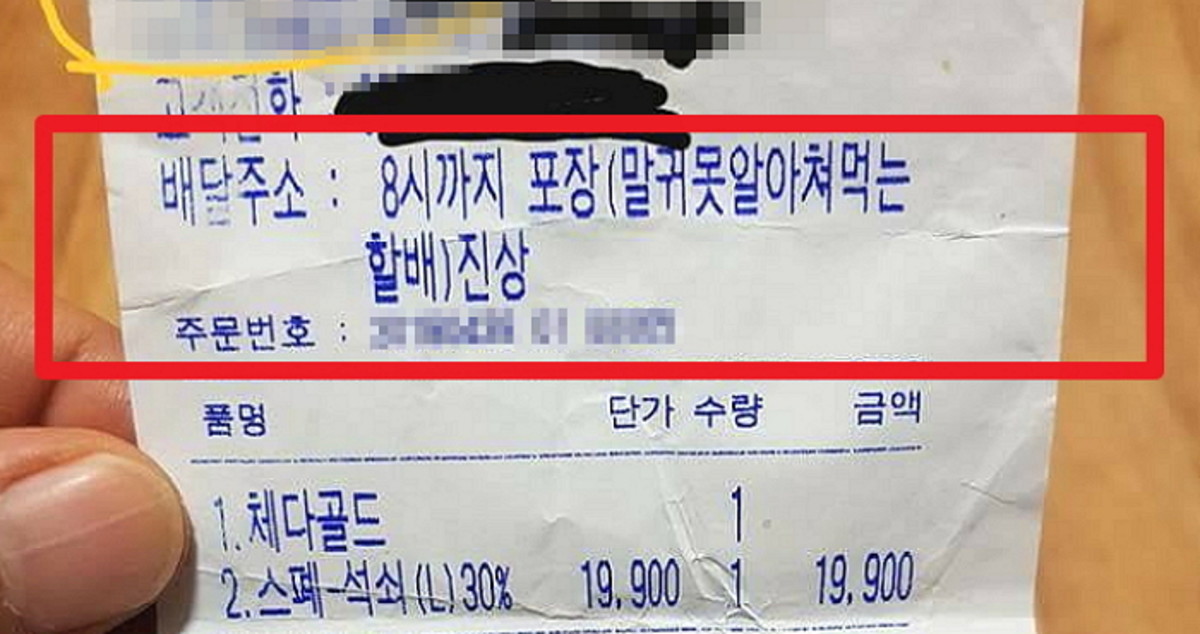 배달주소 : 8시까지 포장(말귀못알아쳐먹는
할배)진상
주문번호 :
품명 단가 수량 금액
1.체다골드 1
2.스페-석쇠(L)30% 19,900 1 19,900